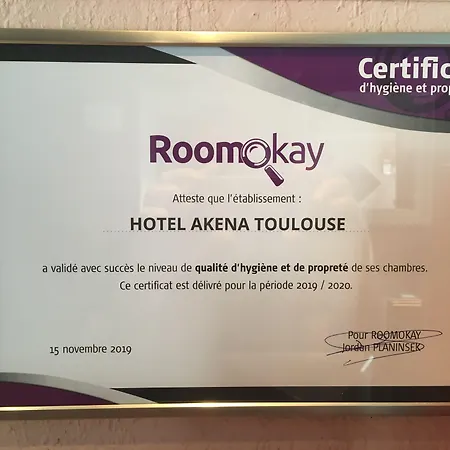 Certific
d'hygiène et prop
Roomokay
Atteste que l'établissement :
HOTEL AKENA TOULOUSE
a validé avec succès le niveau de qualité d'hygiène et de propreté de ses chambres.
Ce certificat est délivré pour la période 2019 / 2020.
Pour ROOMOKAY
15 novembre 2019
Jordan PLANINSEK